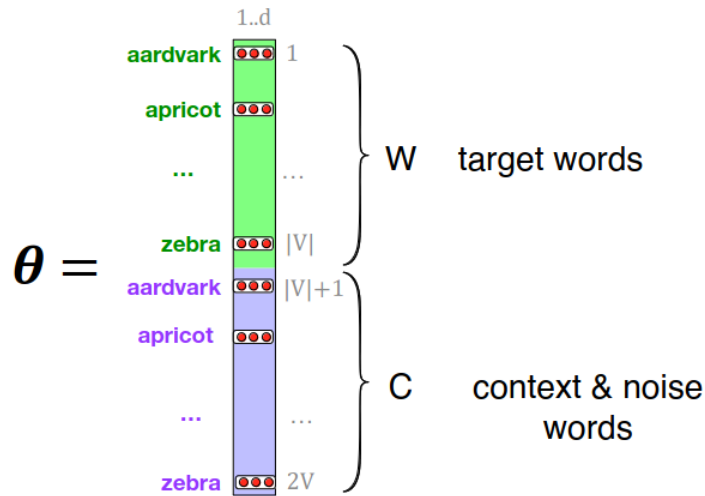 1..d
aardvark 1
apricot
... ...
W target words
zebra |V|
θ =
aardvark |V|+1
apricot
C context & noise
words
... ...
zebra 2V